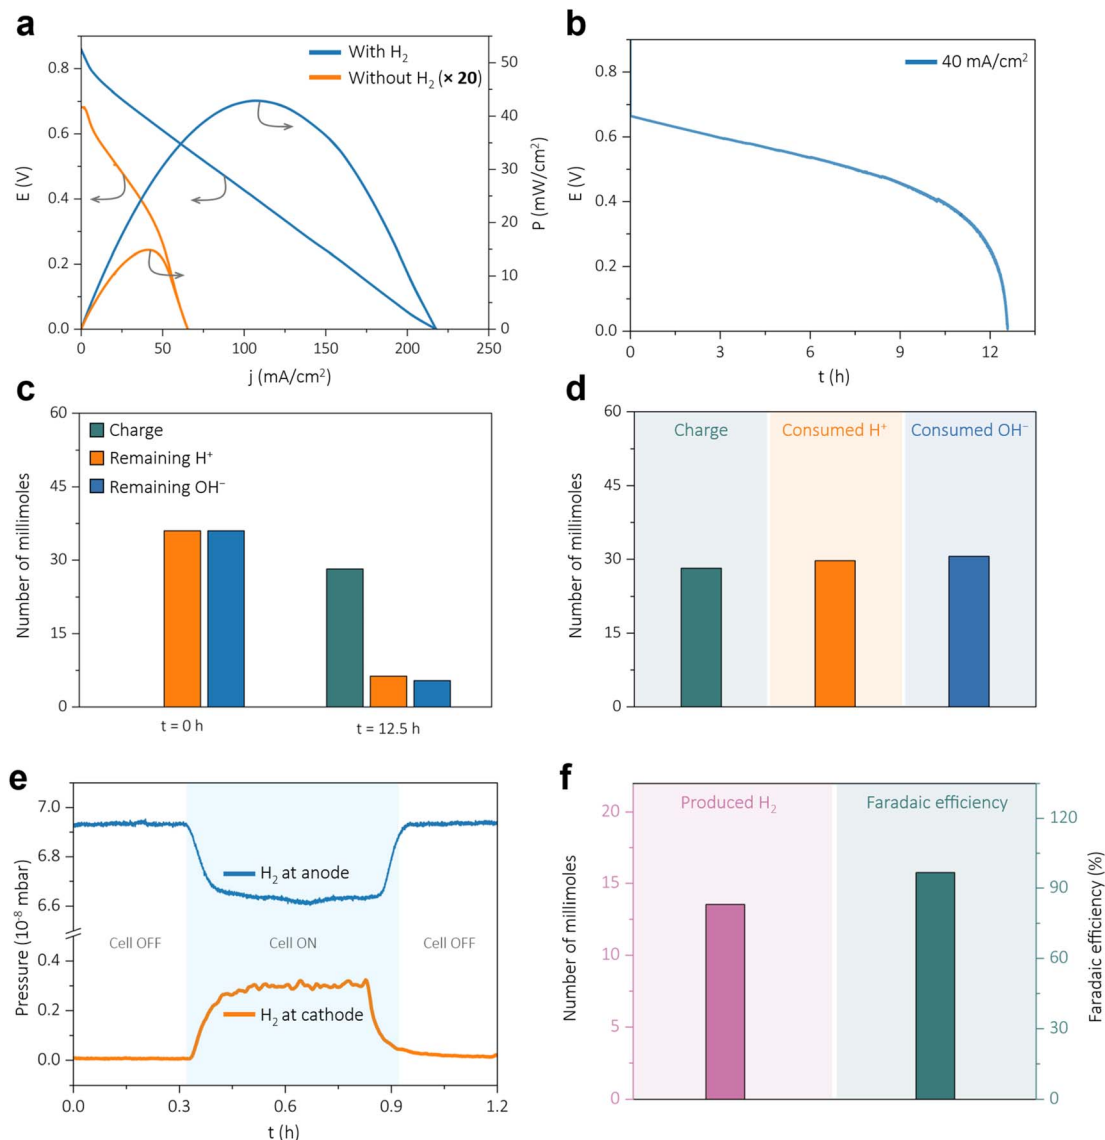 a
With H₂
Without H₂ (× 20)
0.8
0.6
0.4
0.2
0.0
E (V)
50
40
30
20
10
0
P (mW/cm²)
0
50
100
150
200
250
j (mA/cm²)
b
40 mA/cm²
0.8
0.6
0.4
0.2
0.0
E (V)
0
3
6
9
12
t (h)
c
Charge
Remaining H⁺
Remaining OH⁻
60
45
30
15
0
Number of millimoles
t = 0 h
t = 12.5 h
d
Charge
Consumed H⁺
Consumed OH⁻
60
45
30
15
0
Number of millimoles
e
7.0
6.8
6.6
0.4
0.2
0.0
Pressure (10⁻⁸ mbar)
H₂ at anode
Cell OFF
Cell ON
Cell OFF
H₂ at cathode
0.0
0.3
0.6
0.9
1.2
t (h)
f
Produced H₂
Faradaic efficiency
20
15
10
5
0
Number of millimoles
120
90
60
30
0
Faradaic efficiency (%)